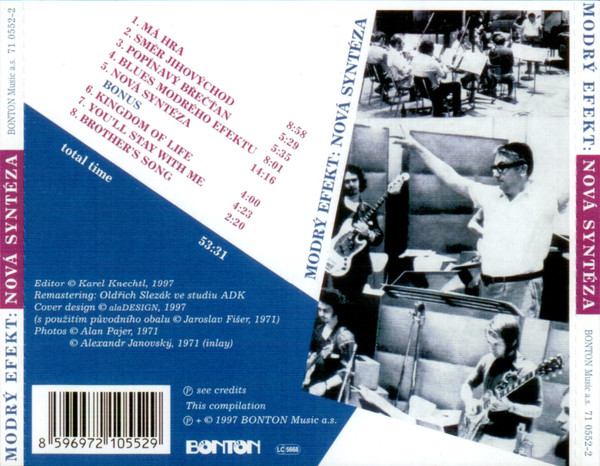 MODRÝ EFEKT: NOVÁ SYNTÉZA
BONTON Music a.s. 71 0552-2
1. MÁ HRA 8:58
2. SMĚR JIHOVÝCHOD 5:29
3. POPÍNAVÝ BŘEČŤAN 5:35
4. BLUES MODRÉHO EFEKTU 8:01
5. NOVÁ SYNTÉZA 14:16
BONUS
6. KINGDOM OF LIFE 4:00
7. YOU'LL STAY WITH ME 4:23
8. BROTHER'S SONG 2:20
total time 53:31
MODRÝ EFEKT: NOVÁ SYNTÉZA
Editor © Karel Knechtl, 1997
Remastering: Oldřich Slezák ve studiu ADK
Cover design © alaDESIGN, 1997
(s použitím původního obalu © Jaroslav Fišer, 1971)
Photos © Alan Pajer, 1971
© Alexandr Janovský, 1971 (inlay)
8 596972 105529
Ⓟ see credits
This compilation
Ⓟ + © 1997 BONTON Music a.s.
BONTON
LC 5668
MODRÝ EFEKT: NOVÁ SYNTÉZA
BONTON Music a.s. 71 0552-2